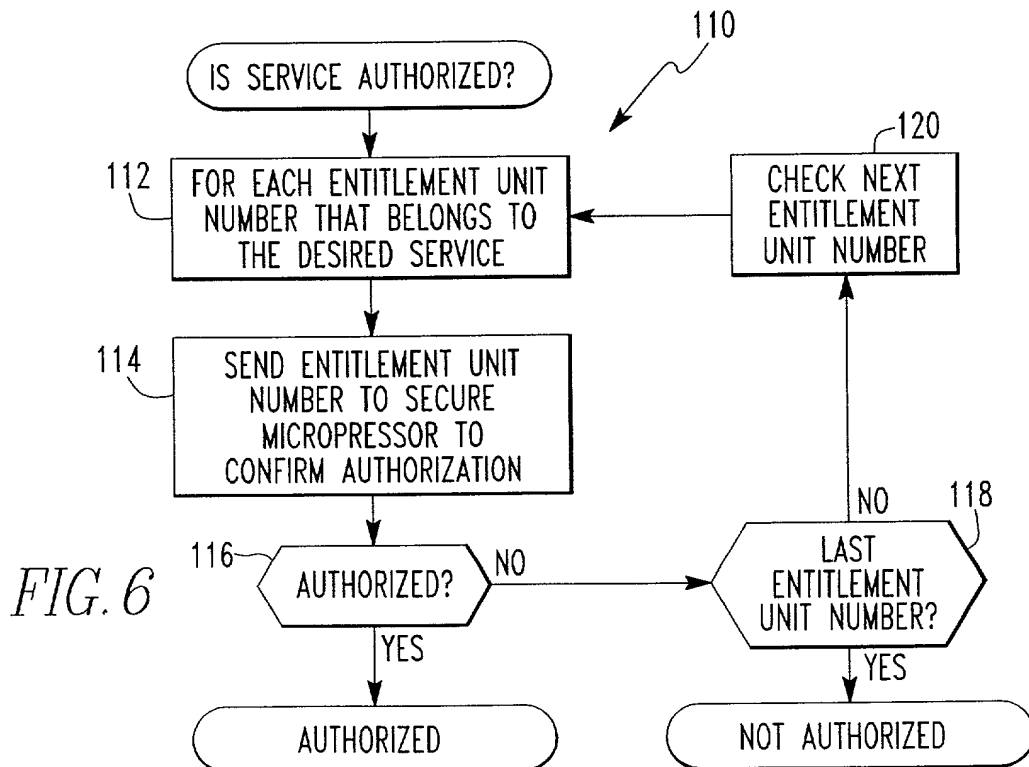 110
IS SERVICE AUTHORIZED?
120
112
FOR EACH ENTITLEMENT UNIT
NUMBER THAT BELONGS TO
THE DESIRED SERVICE
CHECK NEXT
ENTITLEMENT
UNIT NUMBER
114
SEND ENTITLEMENT UNIT
NUMBER TO SECURE
MICROPRESSOR TO
CONFIRM AUTHORIZATION
116
AUTHORIZED?
NO
NO
118
LAST
ENTITLEMENT
UNIT NUMBER?
FIG. 6
YES
YES
AUTHORIZED
NOT AUTHORIZED